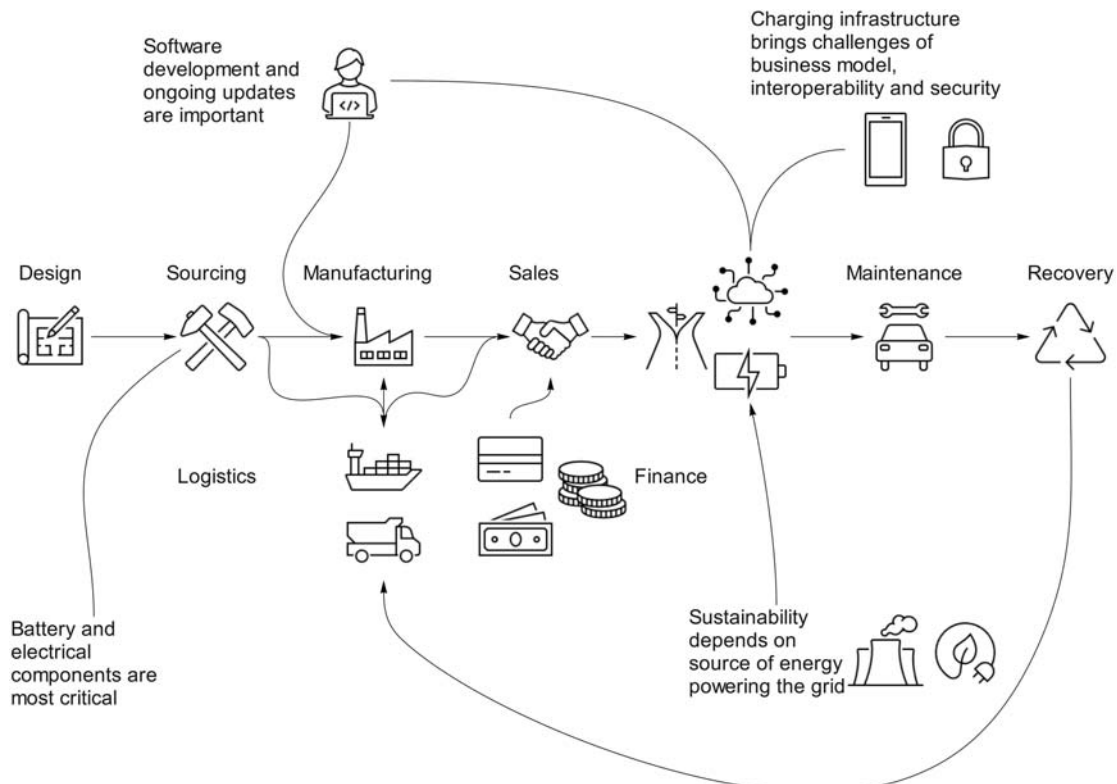 Software
development and
ongoing updates
are important
Charging infrastructure
brings challenges of
business model,
interoperability and security
</>
Design
Sourcing
Manufacturing
Sales
Maintenance
Recovery
Logistics
Finance
Battery and
electrical
components are
most critical
Sustainability
depends on
source of energy
powering the grid